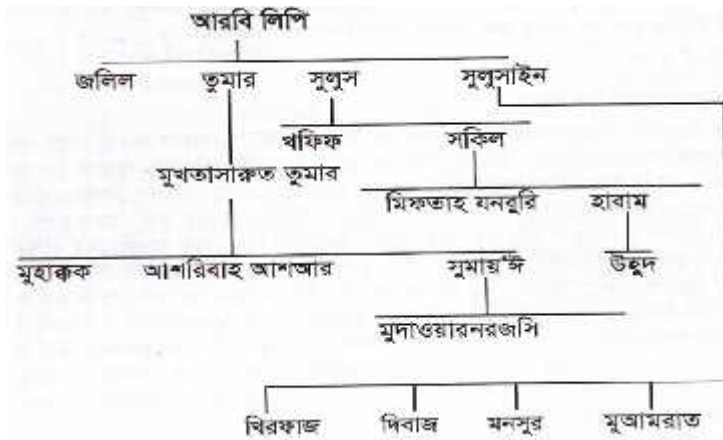 আরবি লিপি
জলিল তুমার সুলুস সুলুসাইন
খফিফ সকিল
মুখতাসারুত তুমার
মিফতাহ যনবুরি হাবাম
মুহাক্কক আশরিবাহ আশআর সুমায়'ঈ উহুদ
মুদাওয়ারনরজসি
খিরফাজ দিবাজ মনসুর মুআমরাত